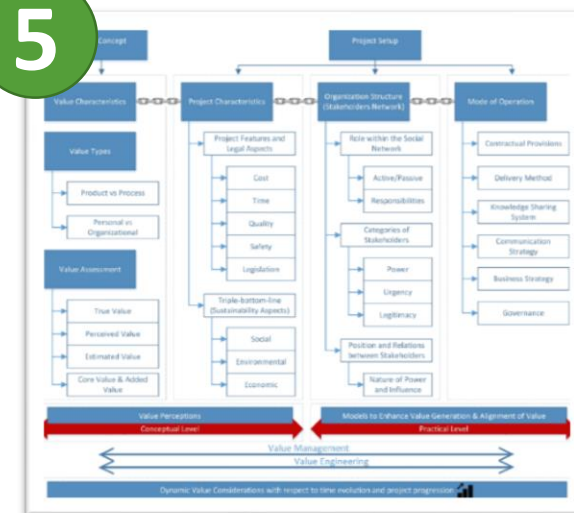 5
Concept
Project Setup
Value Characteristics
Project Characteristics
Organization Structure
(Stakeholders Network)
Mode of Operation
Value Types
Product vs Process
Personal vs
Organizational
Value Assessment
True Value
Perceived Value
Estimated Value
Core Value & Added
Value
Project Features and
Legal Aspects
Cost
Time
Quality
Safety
Legislation
Triple-bottom-line
(Sustainability Aspects)
Social
Environmental
Economic
Role within the Social
Network
Active/Passive
Responsibilities
Categories of
Stakeholders
Power
Urgency
Legitimacy
Position and Relations
between Stakeholders
Nature of Power
and Influence
Contractual Provisions
Delivery Method
Knowledge Sharing
System
Communication
Strategy
Business Strategy
Governance
Value Perceptions
Models to Enhance Value Generation & Alignment of Value
Conceptual Level
Practical Level
Value Management
Value Engineering
Dynamic Value Considerations with respect to time evolution and project progression